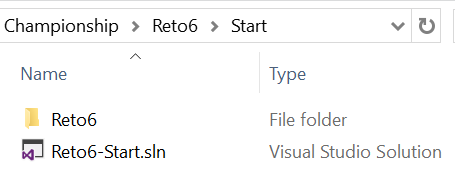 Championship > Reto6 > Start
Name Type
Reto6 File folder
Reto6-Start.sln Visual Studio Solution